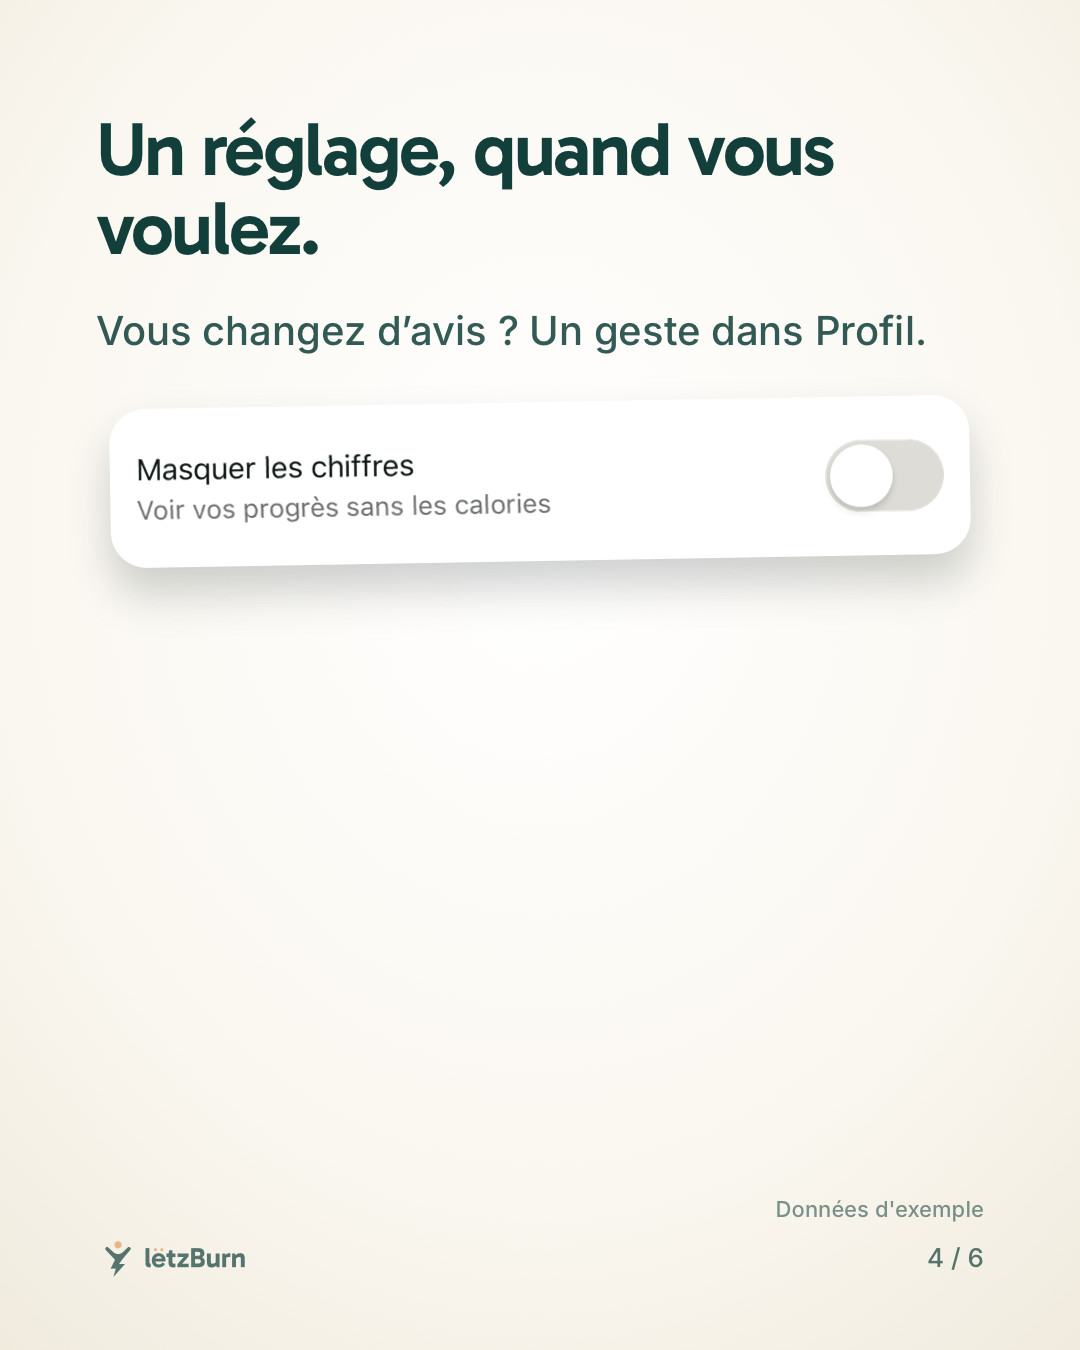 Un réglage, quand vous
voulez.
Vous changez d’avis ? Un geste dans Profil.
Masquer les chiffres
Voir vos progrès sans les calories
Données d'exemple
lëtzBurn
4 / 6